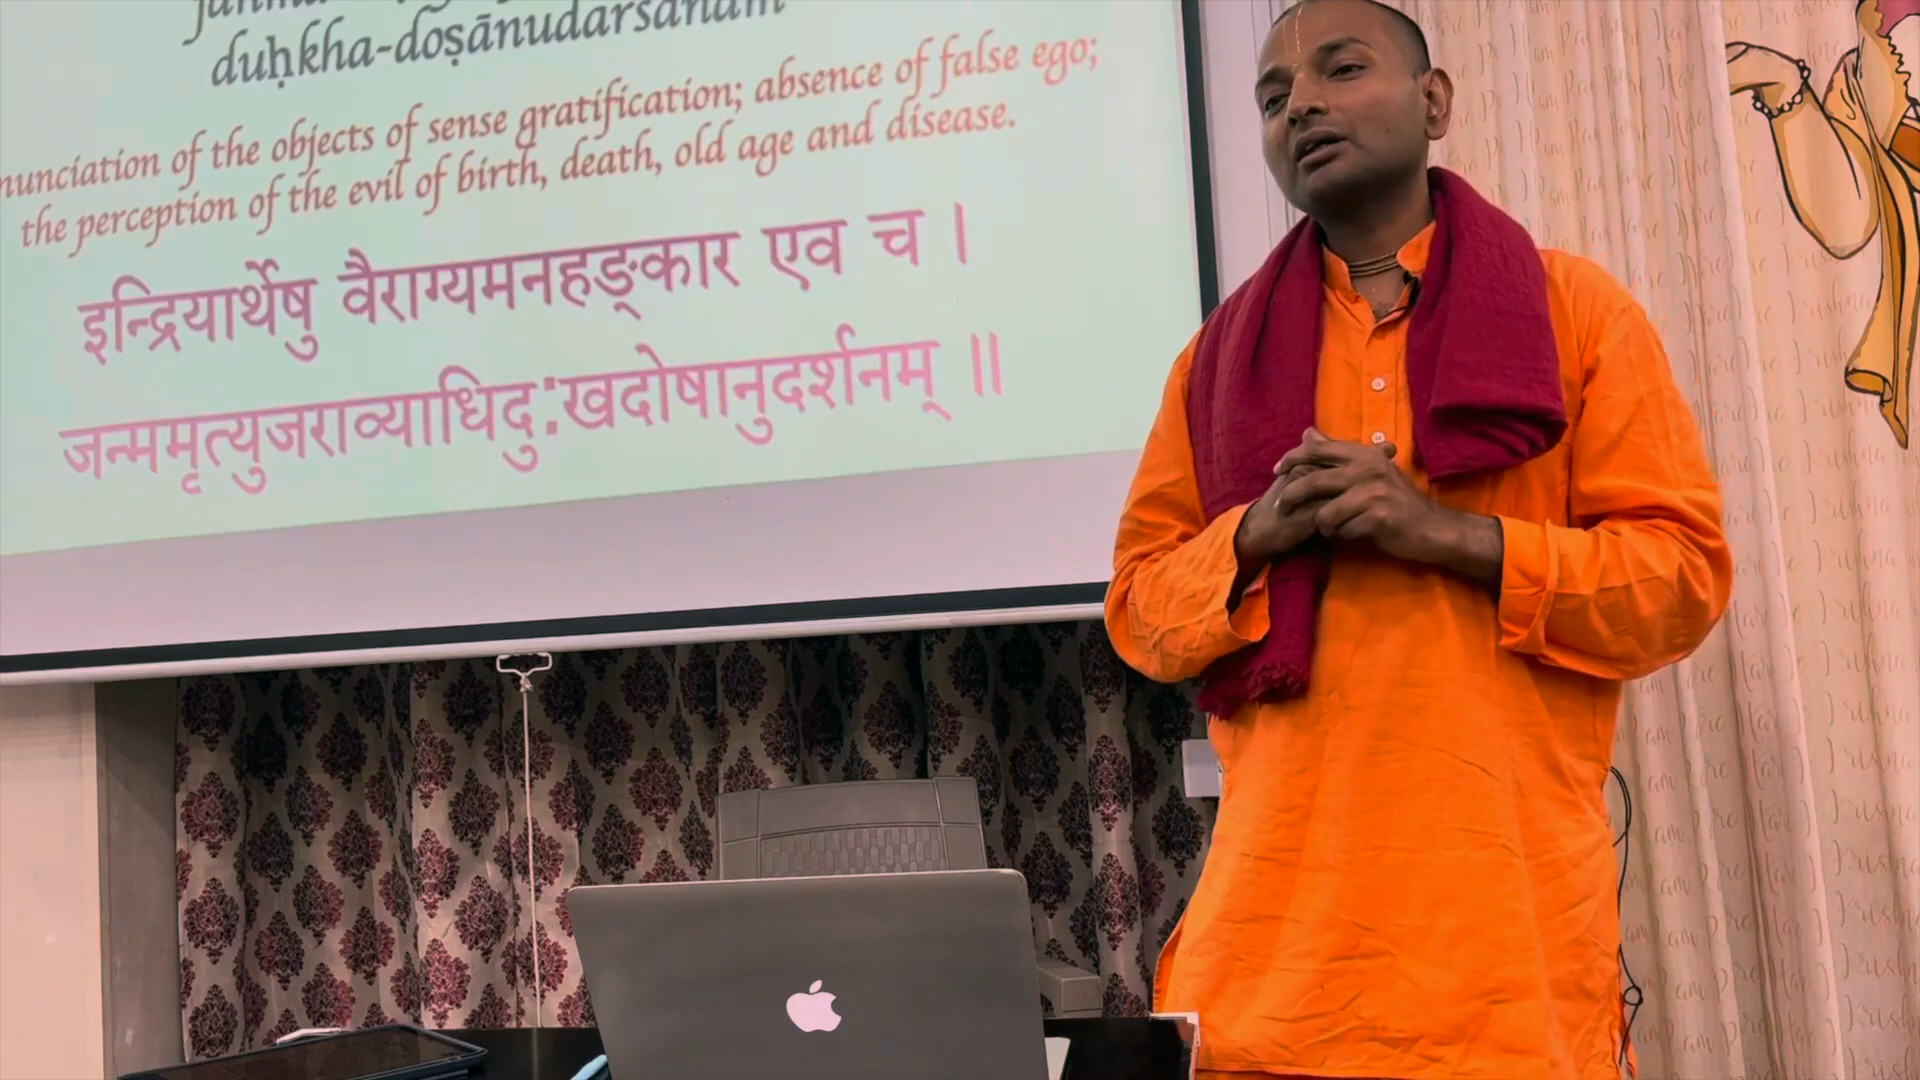 duḥkha-doṣānudarśanam
of the objects of sense gratification; absence of false ego;
the perception of the evil of birth, death, old age and disease.
इन्द्रियार्थेषु वैराग्यमनहङ्कार एव च ।
जन्ममृत्युजराव्याधिदु:खदोषानुदर्शनम् ॥